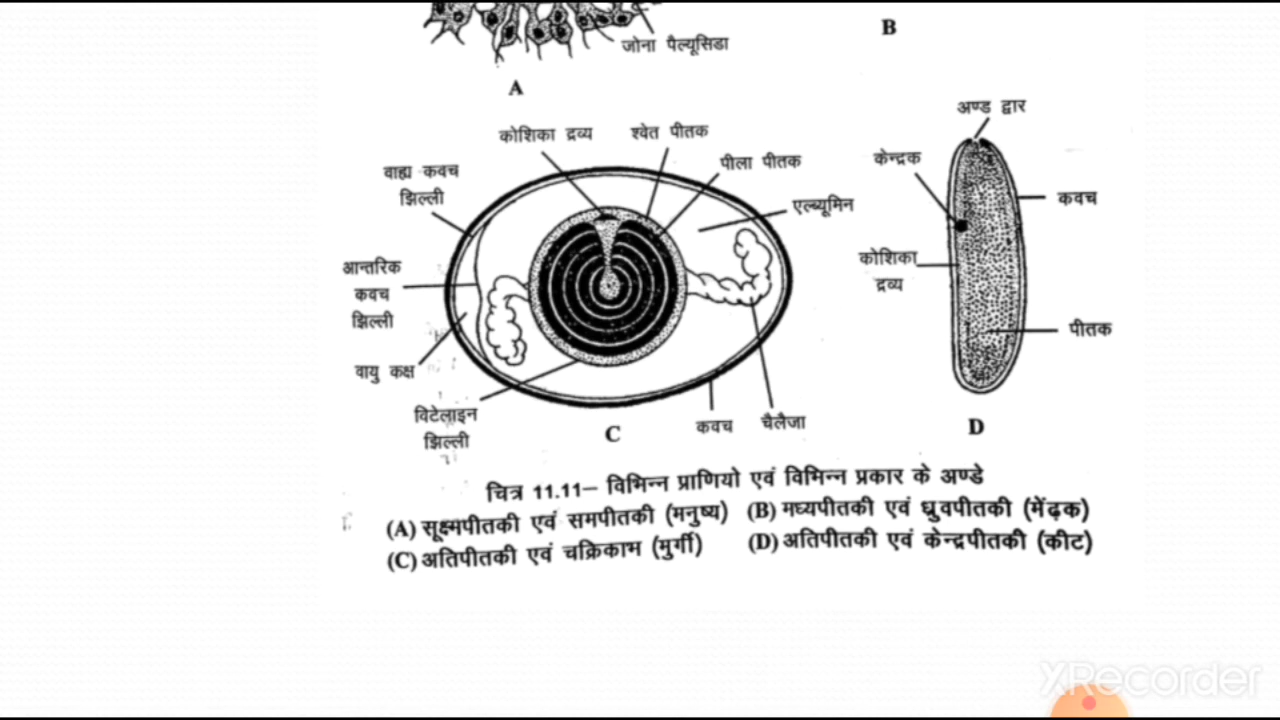 जोना पैल्यूसिडा
B
A
अण्ड द्वार
कोशिका द्रव्य
श्वेत पीतक
केन्द्रक
पीला पीतक
वाह्य कवच
झिल्ली
कवच
एल्ब्यूमिन
आन्तरिक
कवच
झिल्ली
कोशिका
द्रव्य
पीतक
वायु कक्ष
विटेलाइन
झिल्ली
C
कवच
चैलैजा
D
चित्र 11.11– विभिन्न प्राणियो एवं विभिन्न प्रकार के अण्डे
(A) सूक्ष्मपीतकी एवं समपीतकी (मनुष्य) (B) मध्यपीतकी एवं ध्रुवपीतकी (मेंढ़क)
(C) अतिपीतकी एवं चक्रिकाभ (मुर्गी) (D) अतिपीतकी एवं केन्द्रपीतकी (कीट)
XRecorder